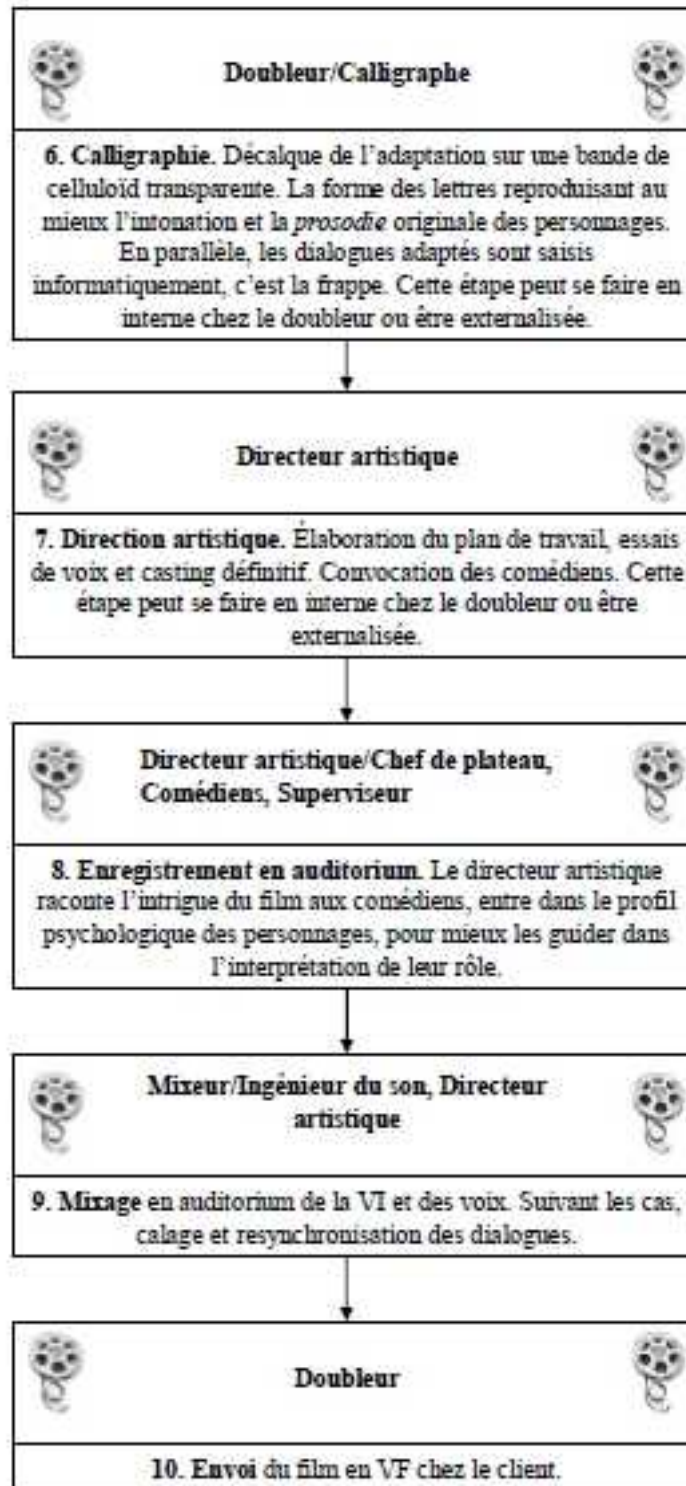 Doubleur/Calligraphe
6. Calligraphie. Décalque de l'adaptation sur une bande de
celluloïd transparente. La forme des lettres reproduisant au
mieux l'intonation et la prosodie originale des personnages.
En parallèle, les dialogues adaptés sont saisis
informatiquement, c'est la frappe. Cette étape peut se faire en
interne chez le doubleur ou être externalisée.
Directeur artistique
7. Direction artistique. Élaboration du plan de travail, essais
de voix et casting définitif. Convocation des comédiens. Cette
étape peut se faire en interne chez le doubleur ou être
externalisée.
Directeur artistique/Chef de plateau,
Comédiens, Superviseur
8. Enregistrement en auditorium. Le directeur artistique
raconte l'intrigue du film aux comédiens, entre dans le profil
psychologique des personnages, pour mieux les guider dans
l'interprétation de leur rôle.
Mixeur/Ingénieur du son, Directeur
artistique
9. Mixage en auditorium de la VI et des voix. Suivant les cas,
calage et resynchronisation des dialogues.
Doubleur
10. Envoi du film en VF chez le client.